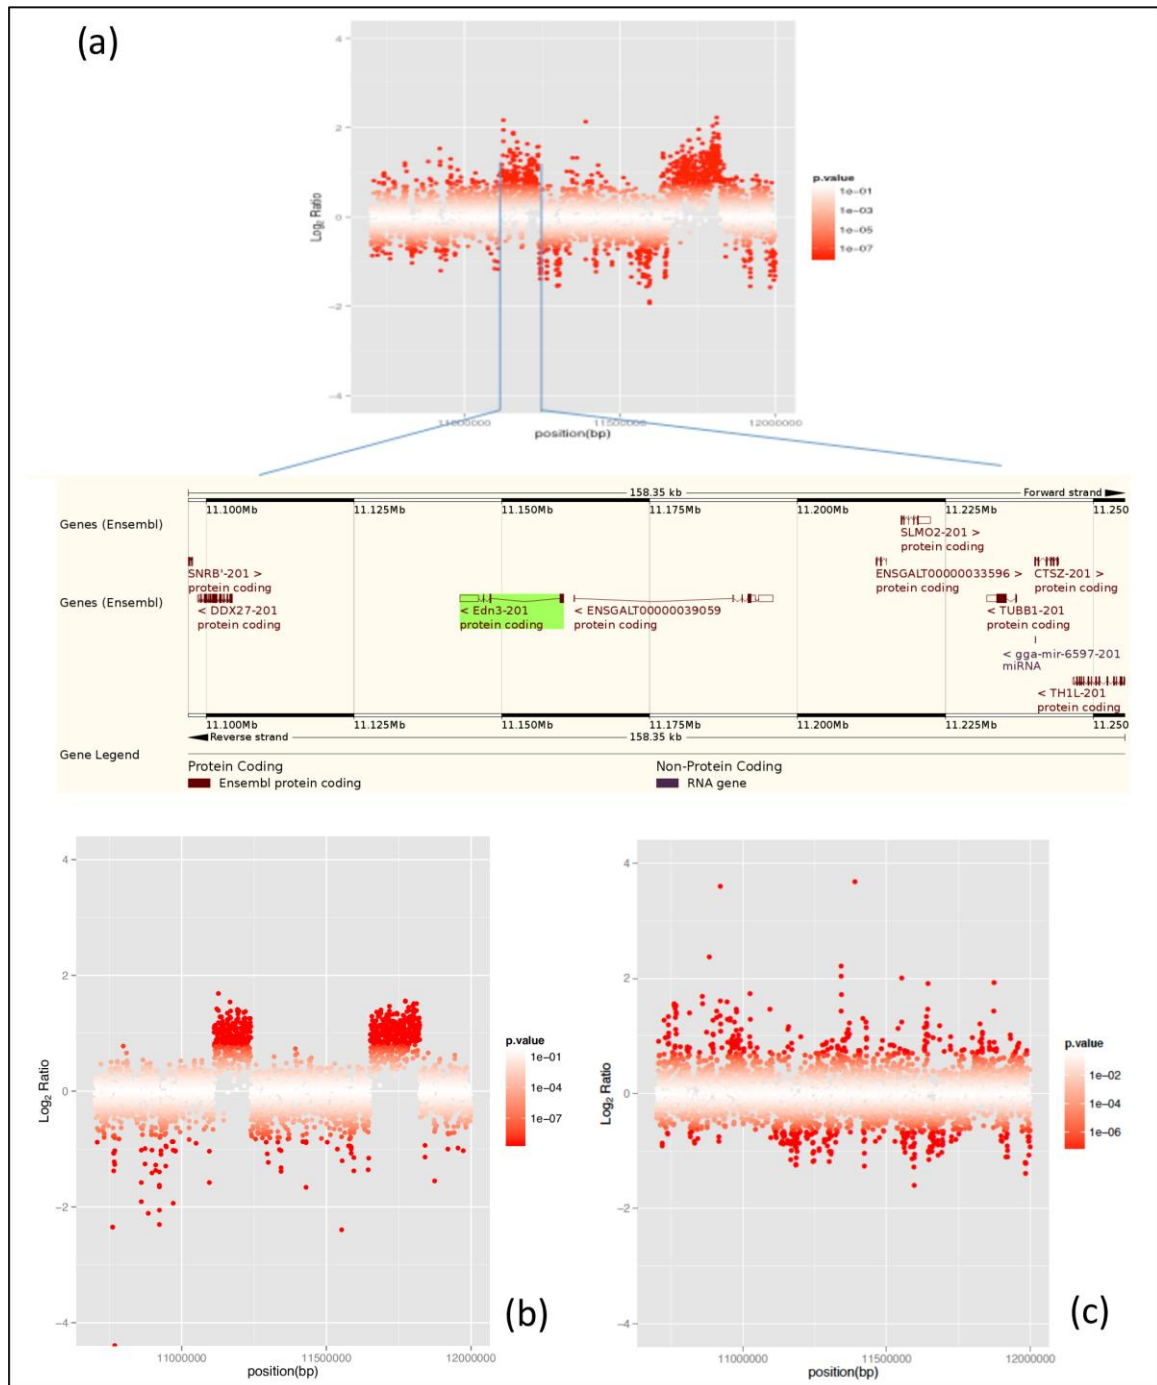 (a)
4
2
0
−2
−4
Log₂ Ratio
11000000 11500000 12000000
position(bp)
p.value
1e−01
1e−03
1e−05
1e−07
158.35 kb Forward strand
11.100Mb 11.125Mb 11.150Mb 11.175Mb 11.200Mb 11.225Mb 11.250
Genes (Ensembl)
SLMO2-201 >
protein coding
SNRB'-201 > ENSGALT00000033596 > CTSZ-201 >
protein coding protein coding protein coding
Genes (Ensembl)
< DDX27-201 < Edn3-201 < ENSGALT00000039059 < TUBB1-201
protein coding protein coding protein coding protein coding
< gga-mir-6597-201
miRNA
< TH1L-201
protein coding
11.100Mb 11.125Mb 11.150Mb 11.175Mb 11.200Mb 11.225Mb 11.250
Reverse strand 158.35 kb
Gene Legend
Protein Coding Non-Protein Coding
Ensembl protein coding RNA gene
4
2
0
−2
−4
Log₂ Ratio
11000000 11500000 12000000
position(bp)
p.value
1e−01
1e−04
1e−07
(b)
4
2
0
−2
−4
Log₂ Ratio
11000000 11500000 12000000
position(bp)
p.value
1e−02
1e−04
1e−06
(c)